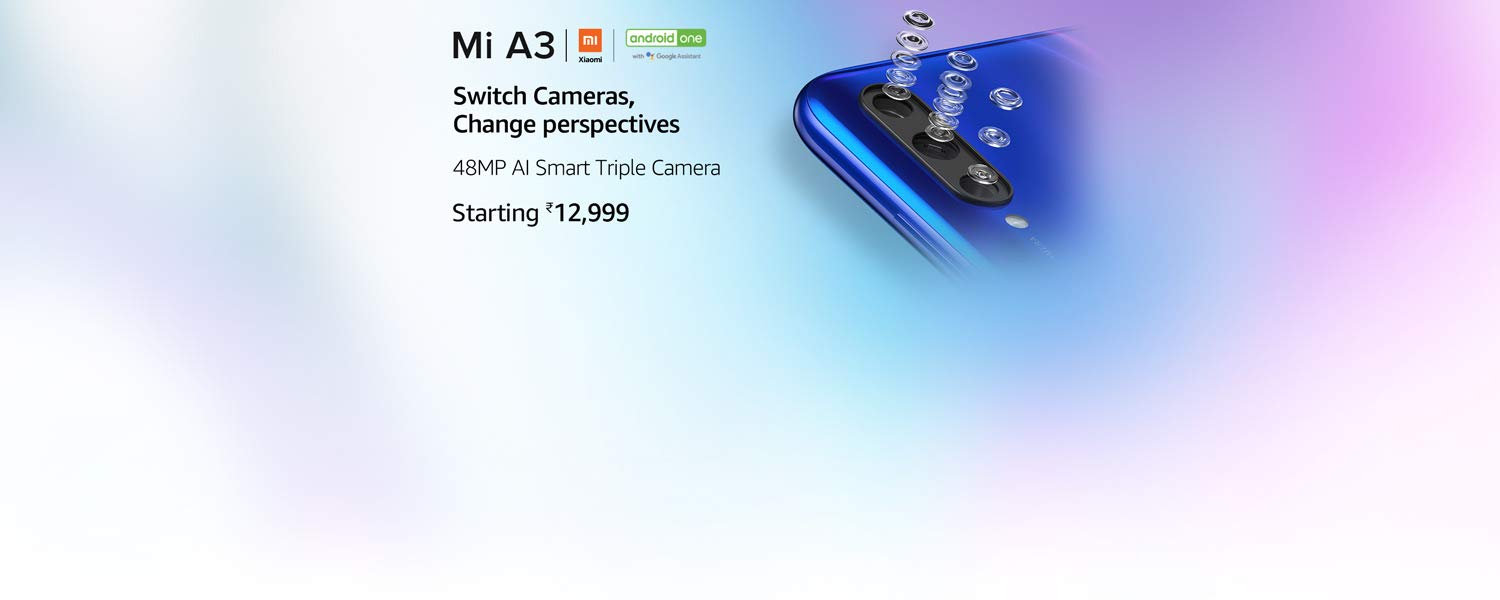 Mi A3
mi
Xiaomi
android one
with Google Assistant
Switch Cameras,
Change perspectives
48MP AI Smart Triple Camera
Starting ₹12,999